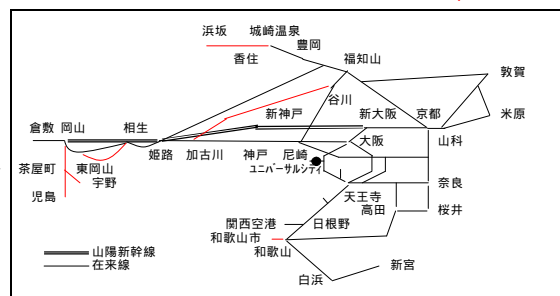 浜坂 城崎温泉
豊岡
香住 福知山
敦賀
谷川
新神戸 新大阪 京都 米原
倉敷 岡山 相生
姫路 加古川 神戸 尼崎 大阪 山科
ユニバーサルシティ
茶屋町 東岡山
宇野
児島
奈良
天王寺
高田 桜井
関西空港 日根野
和歌山市
和歌山
山陽新幹線
在来線
白浜 新宮